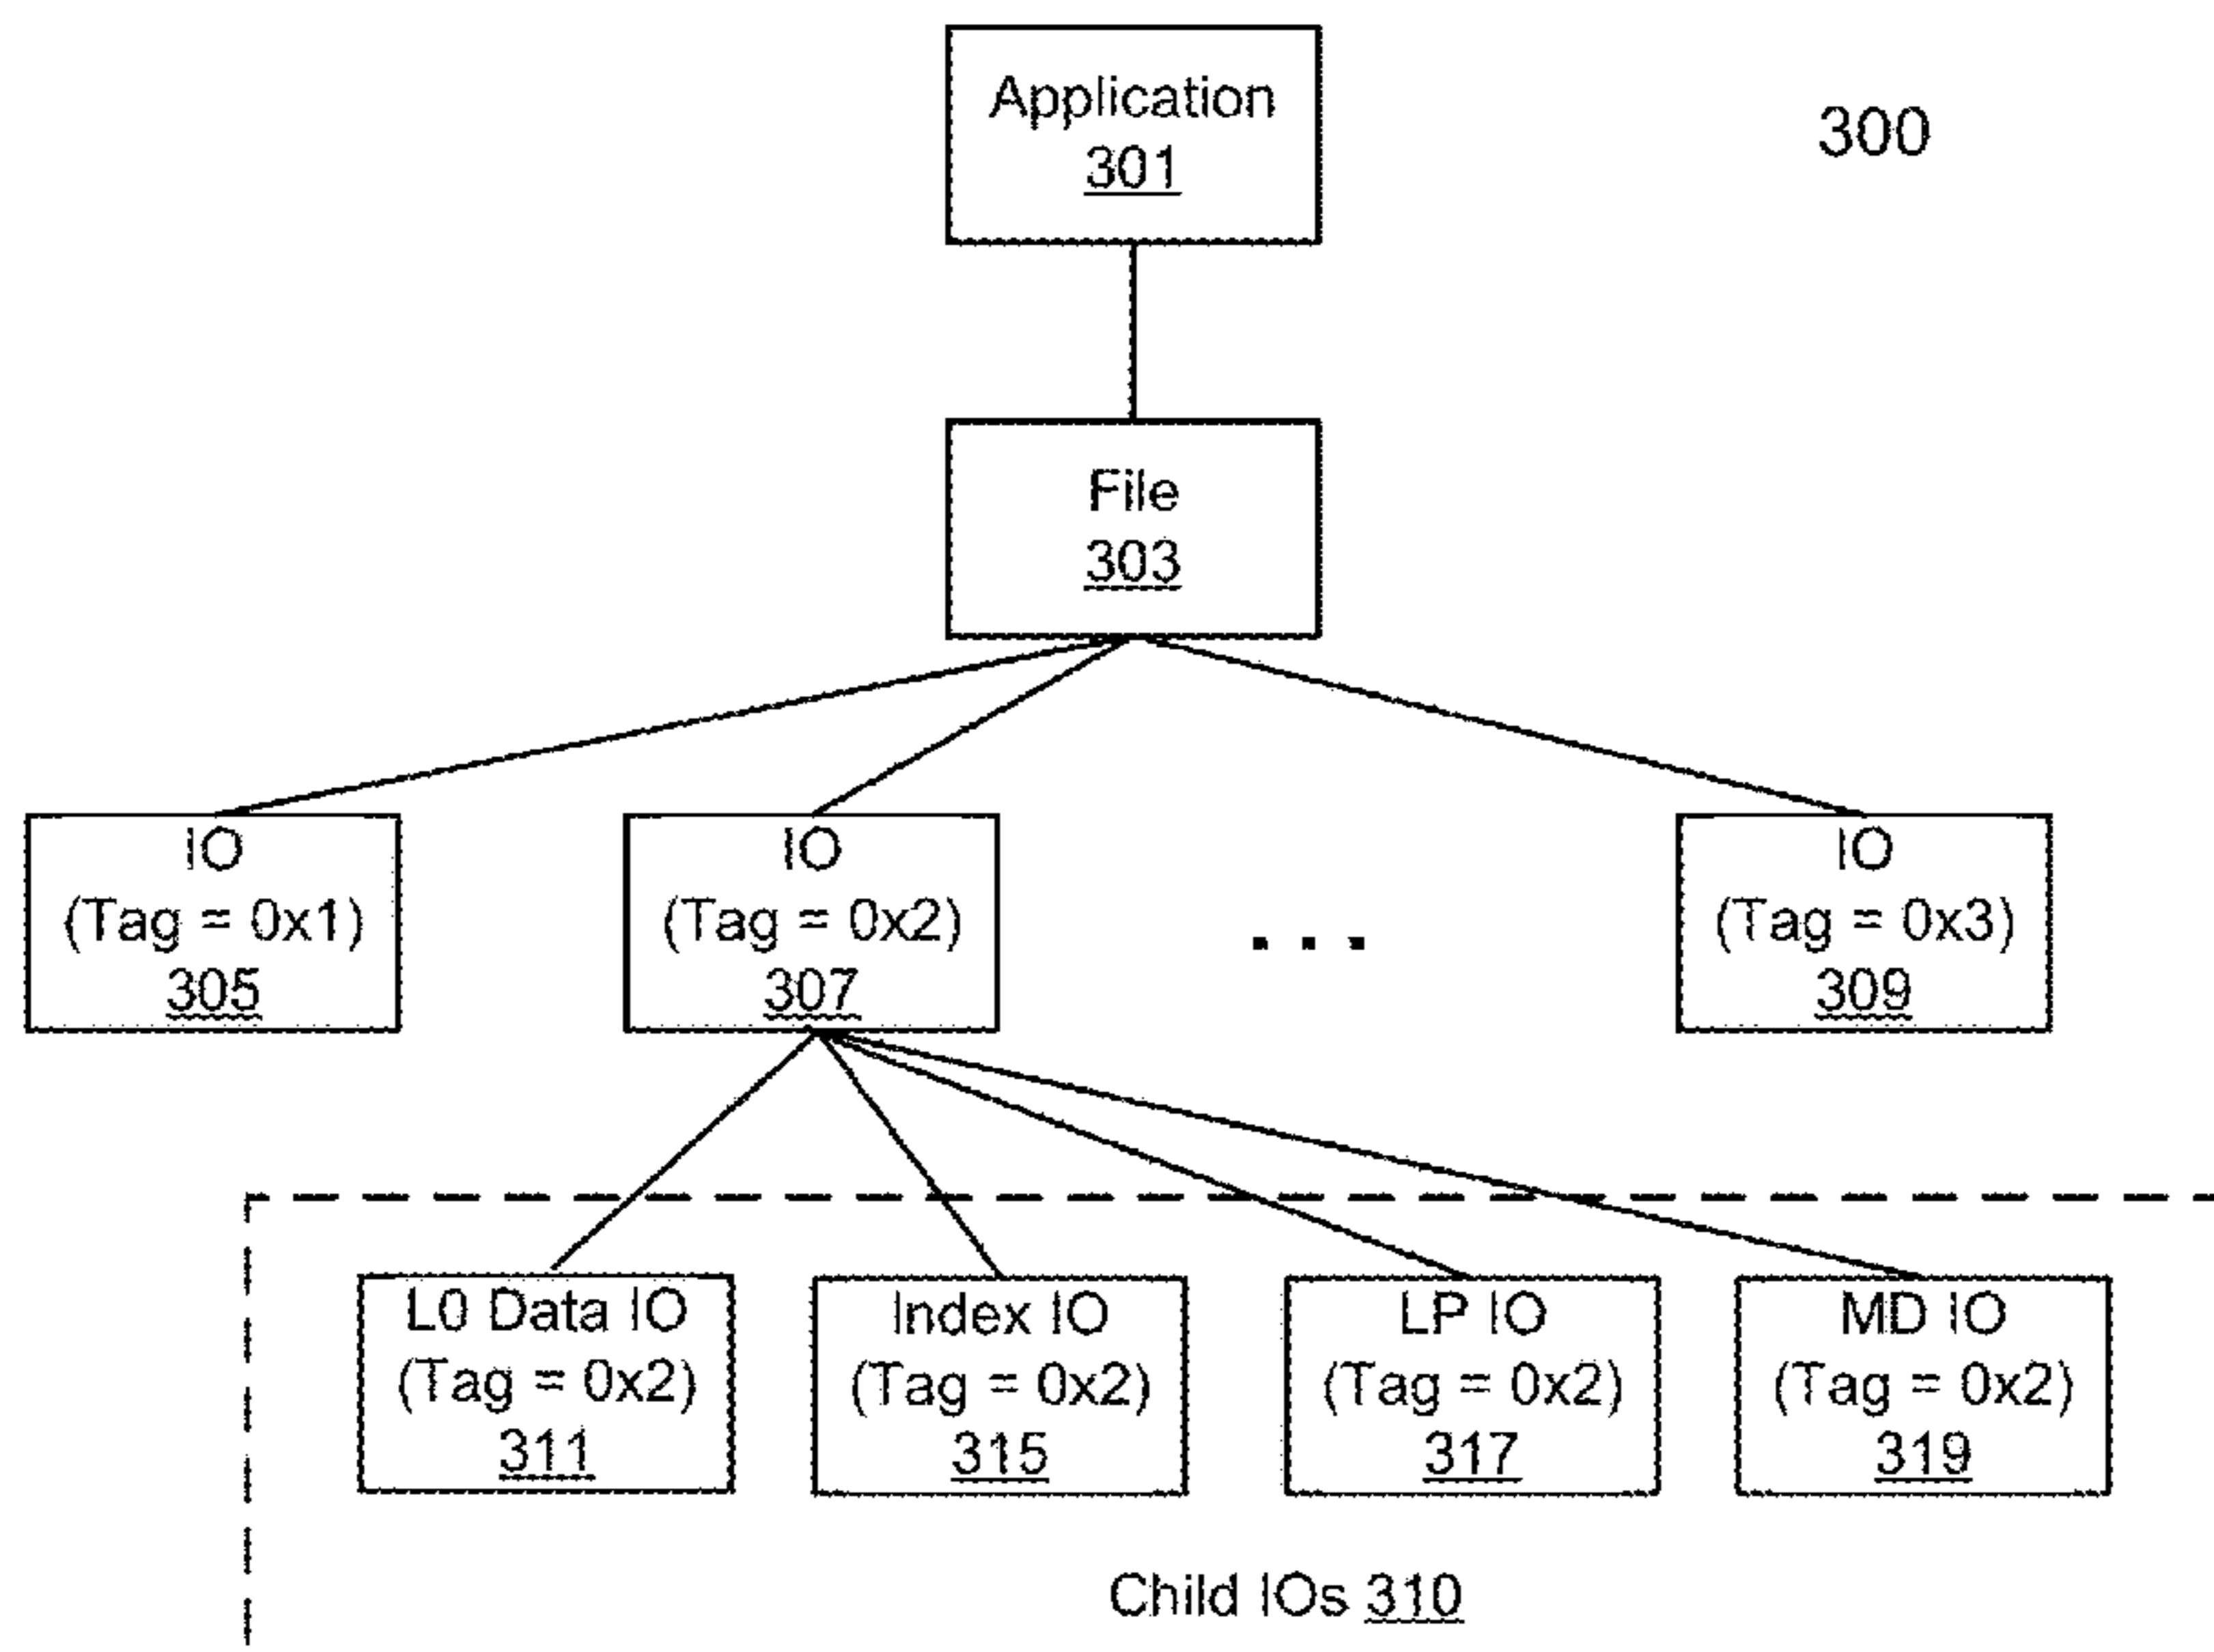 Application
301
300
File
303
IO
(Tag = 0x1)
305
IO
(Tag = 0x2)
307
...
IO
(Tag = 0x3)
309
L0 Data IO
(Tag = 0x2)
311
Index IO
(Tag = 0x2)
315
LP IO
(Tag = 0x2)
317
MD IO
(Tag = 0x2)
319
Child IOs 310